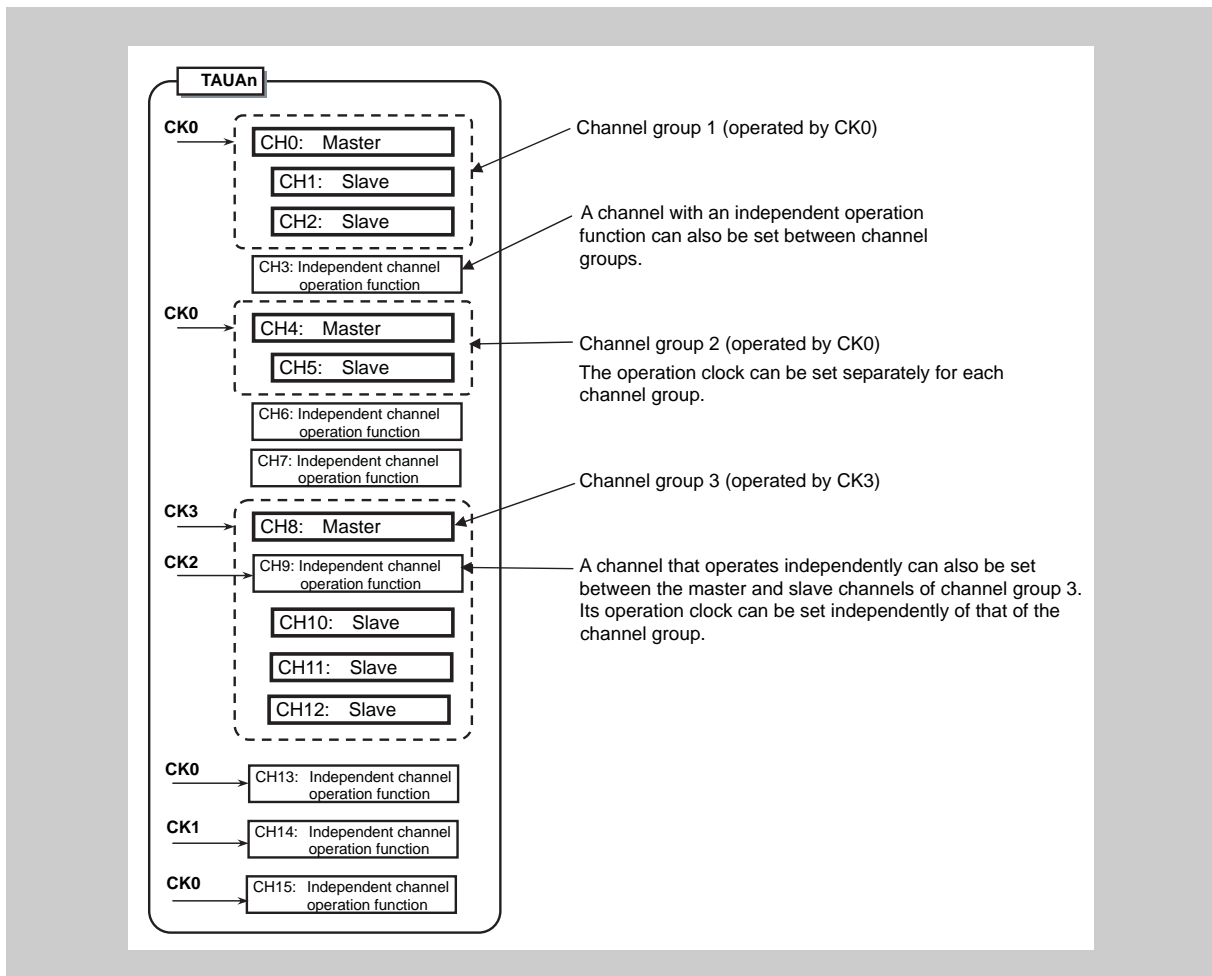 TAUAn
CK0
CH0: Master
CH1: Slave
CH2: Slave
Channel group 1 (operated by CK0)
A channel with an independent operation
function can also be set between channel
groups.
CH3: Independent channel
operation function
CK0
CH4: Master
CH5: Slave
Channel group 2 (operated by CK0)
The operation clock can be set separately for each
channel group.
CH6: Independent channel
operation function
CH7: Independent channel
operation function
Channel group 3 (operated by CK3)
CK3
CH8: Master
CK2
CH9: Independent channel
operation function
A channel that operates independently can also be set
between the master and slave channels of channel group 3.
Its operation clock can be set independently of that of the
channel group.
CH10: Slave
CH11: Slave
CH12: Slave
CK0
CH13: Independent channel
operation function
CK1
CH14: Independent channel
operation function
CK0
CH15: Independent channel
operation function